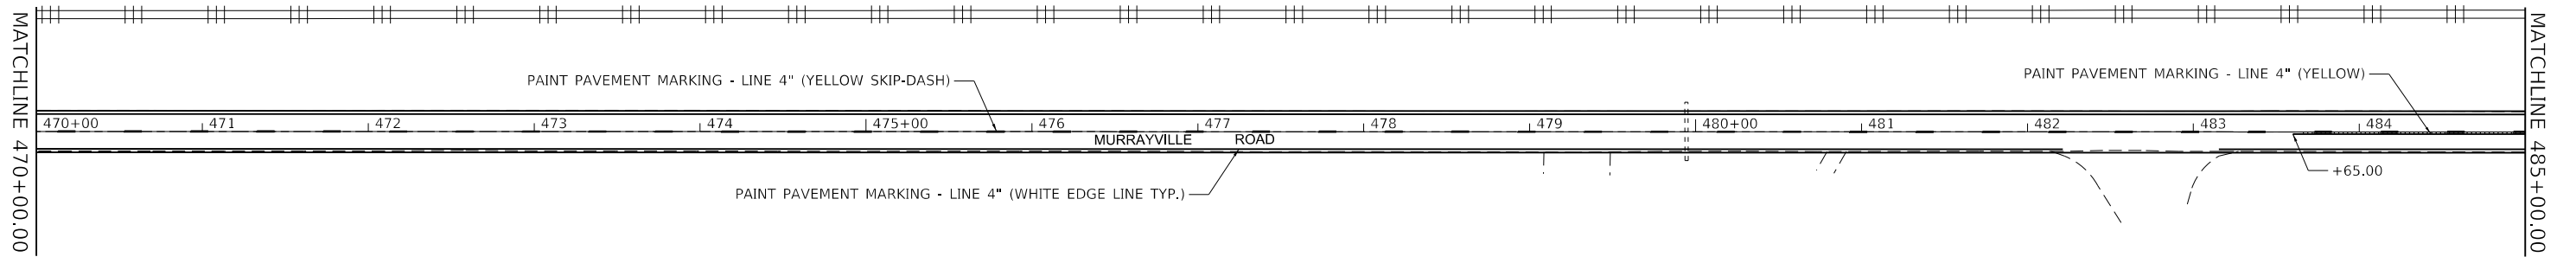 MATCHLINE 470+00.00
PAINT PAVEMENT MARKING - LINE 4" (YELLOW SKIP-DASH)
PAINT PAVEMENT MARKING - LINE 4" (YELLOW)
470+00 471 472 473 474 475+00 476 477 478 479 480+00 481 482 483 484
MURRAYVILLE ROAD
+65.00
PAINT PAVEMENT MARKING - LINE 4" (WHITE EDGE LINE TYP.)
MATCHLINE 485+00.00